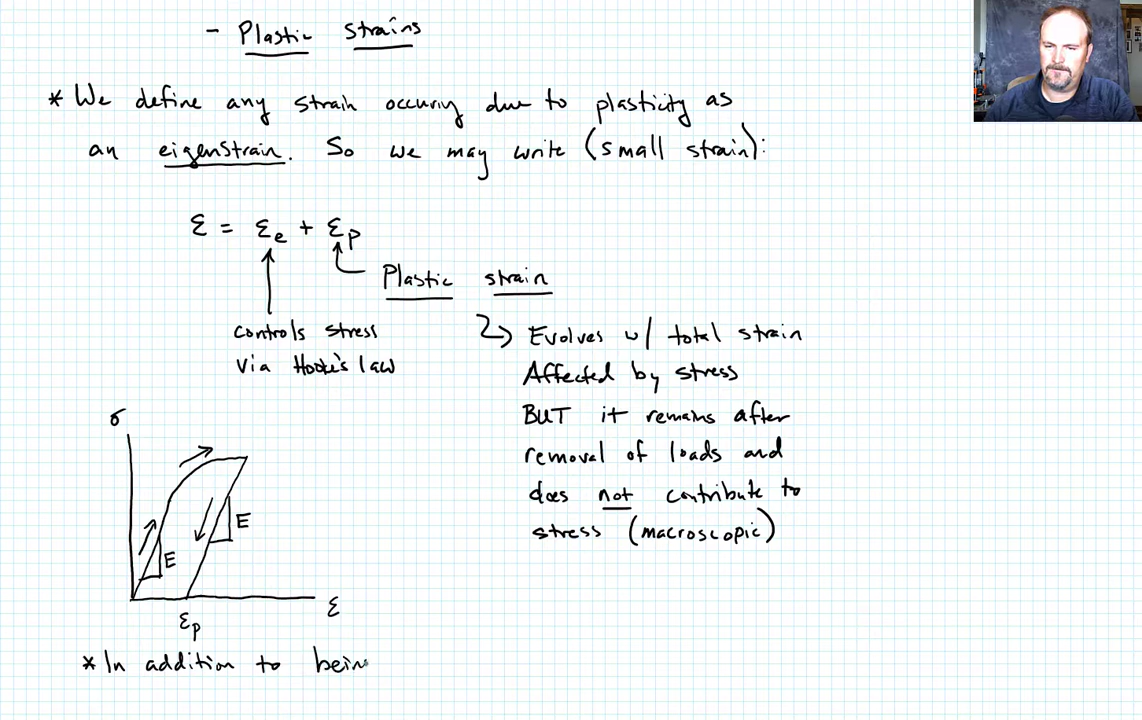 - Plastic strains
* We define any strain occuring due to plasticity as
an eigenstrain. So we may write (small strain):
ε = εe + εp
Plastic strain
controls stress
via Hooke's law
Evolves w/ total strain
Affected by stress
BUT it remains after
removal of loads and
does not contribute to
stress (macroscopic)
σ
E
E
ε
εp
* In addition to being